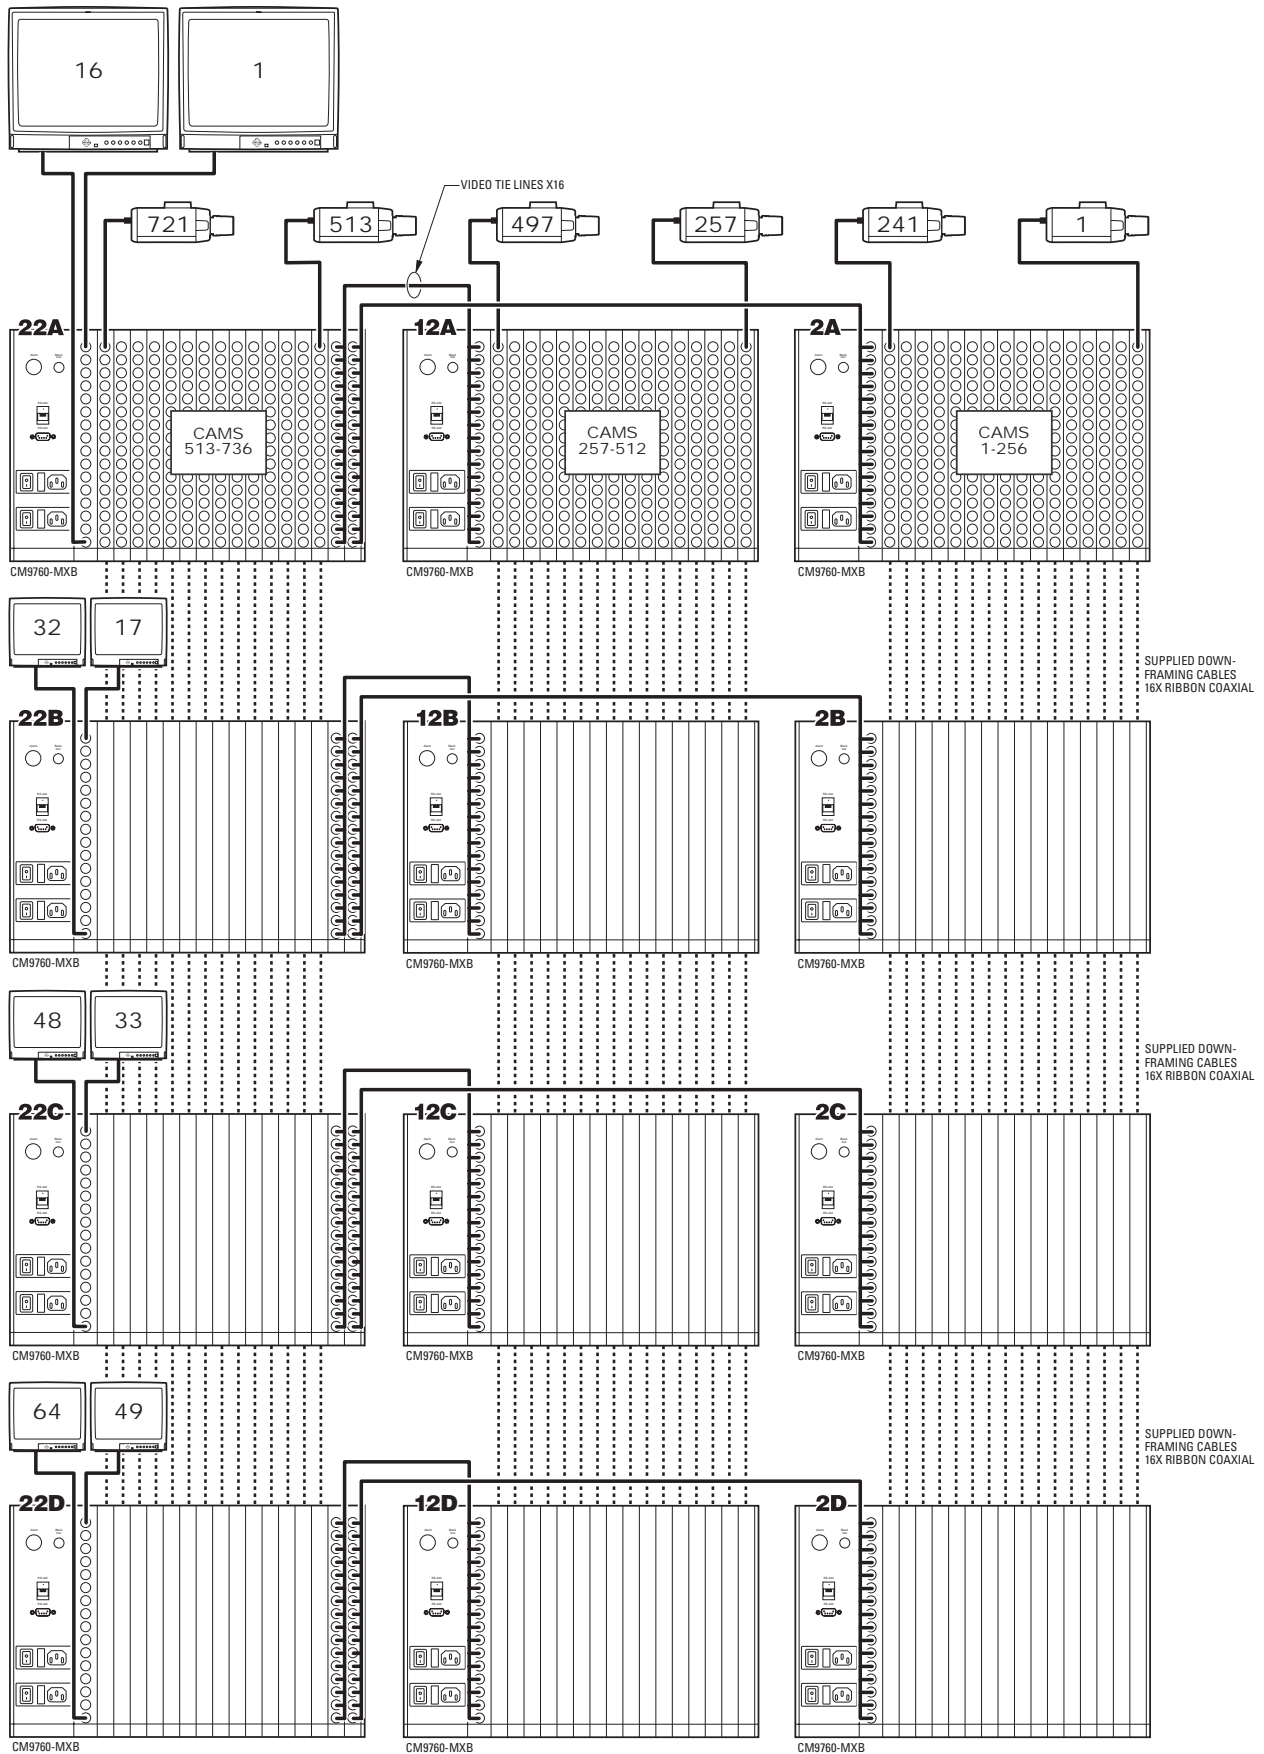 16
1
VIDEO TIE LINES X16
721
513
497
257
241
1
22A
12A
2A
CAMS
513-736
CAMS
257-512
CAMS
1-256
CM9760-MXB
CM9760-MXB
CM9760-MXB
32
17
SUPPLIED DOWN-
FRAMING CABLES
16X RIBBON COAXIAL
22B
12B
2B
CM9760-MXB
CM9760-MXB
CM9760-MXB
48
33
SUPPLIED DOWN-
FRAMING CABLES
16X RIBBON COAXIAL
22C
12C
2C
CM9760-MXB
CM9760-MXB
CM9760-MXB
64
49
SUPPLIED DOWN-
FRAMING CABLES
16X RIBBON COAXIAL
22D
12D
2D
CM9760-MXB
CM9760-MXB
CM9760-MXB